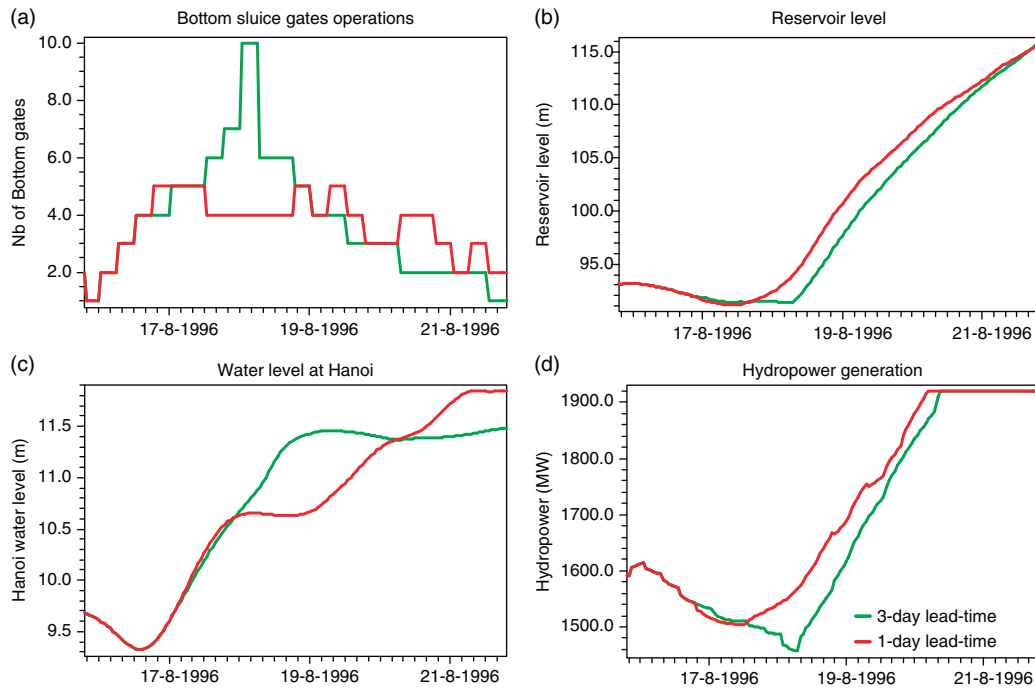 (a) Bottom sluice gates operations
Nb of Bottom gates
10.0
8.0
6.0
4.0
2.0
17-8-1996 19-8-1996 21-8-1996
(b) Reservoir level
Reservoir level (m)
115.0
110.0
105.0
100.0
95.0
17-8-1996 19-8-1996 21-8-1996
(c) Water level at Hanoi
Hanoi water level (m)
11.5
11.0
10.5
10.0
9.5
17-8-1996 19-8-1996 21-8-1996
(d) Hydropower generation
Hydropower (MW)
1900.0
1800.0
1700.0
1600.0
1500.0
3-day lead-time
1-day lead-time
17-8-1996 19-8-1996 21-8-1996